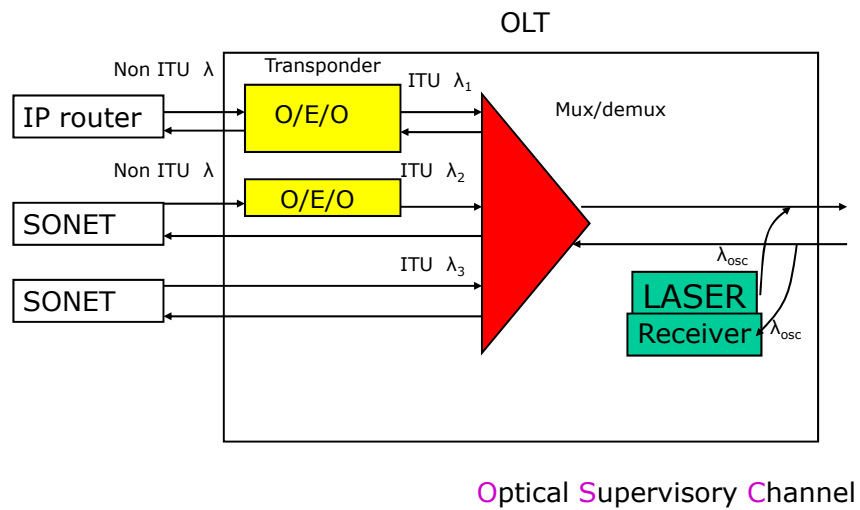 OLT
Non ITU λ
Transponder
ITU λ1
IP router
O/E/O
Mux/demux
Non ITU λ
ITU λ2
O/E/O
SONET
λosc
ITU λ3
SONET
LASER
Receiver
λosc
Optical Supervisory Channel